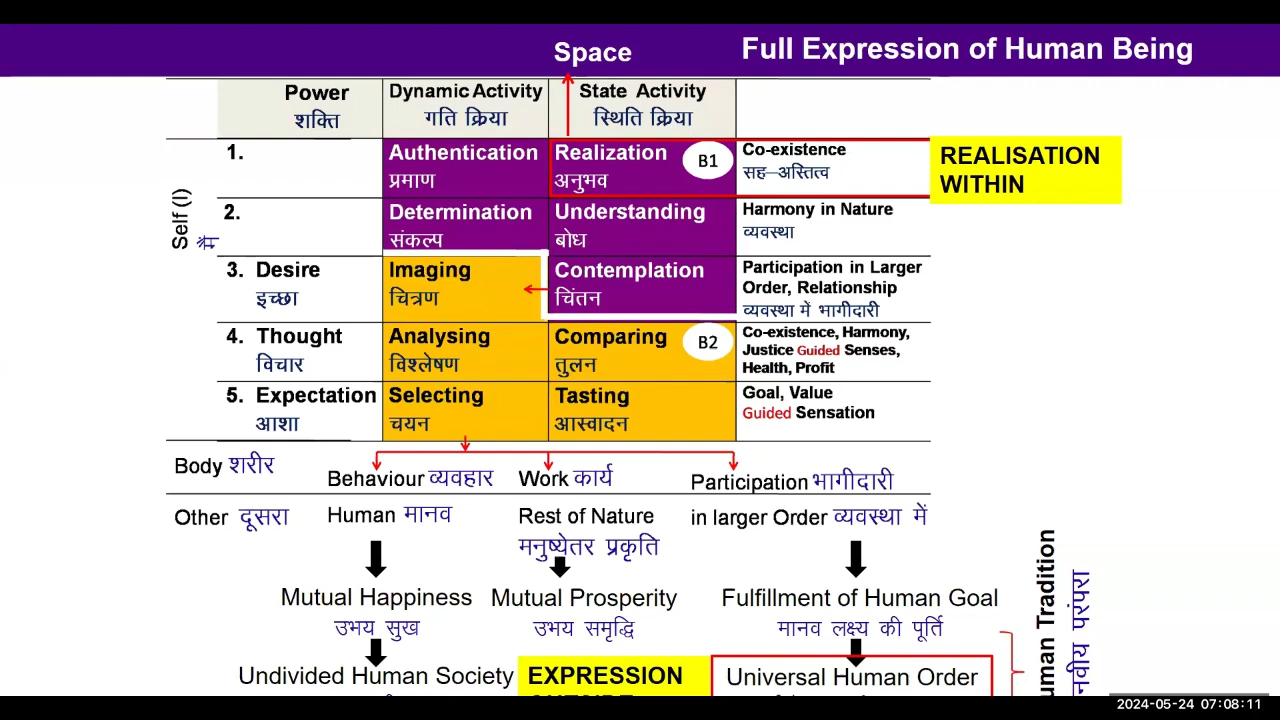 Space
Full Expression of Human Being
Power
शक्ति
Dynamic Activity
गति क्रिया
State Activity
स्थिति क्रिया
Self (I)
मैं
1.
Authentication
प्रमाण
Realization
अनुभव
B1
Co-existence
सह–अस्तित्व
REALISATION
WITHIN
2.
Determination
संकल्प
Understanding
बोध
Harmony in Nature
व्यवस्था
3. Desire
इच्छा
Imaging
चित्रण
Contemplation
चिंतन
Participation in Larger
Order, Relationship
व्यवस्था में भागीदारी
4. Thought
विचार
Analysing
विश्लेषण
Comparing
तुलन
B2
Co-existence, Harmony,
Justice Guided Senses,
Health, Profit
5. Expectation
आशा
Selecting
चयन
Tasting
आस्वादन
Goal, Value
Guided Sensation
Body शरीर
Behaviour व्यवहार
Work कार्य
Participation भागीदारी
Other दूसरा
Human मानव
Rest of Nature
मनुष्येतर प्रकृति
in larger Order व्यवस्था में
Mutual Happiness
उभय सुख
Mutual Prosperity
उभय समृद्धि
Fulfillment of Human Goal
मानव लक्ष्य की पूर्ति
Undivided Human Society
EXPRESSION
Universal Human Order
uman Tradition
नवीय परंपरा
2024-05-24 07:08:11